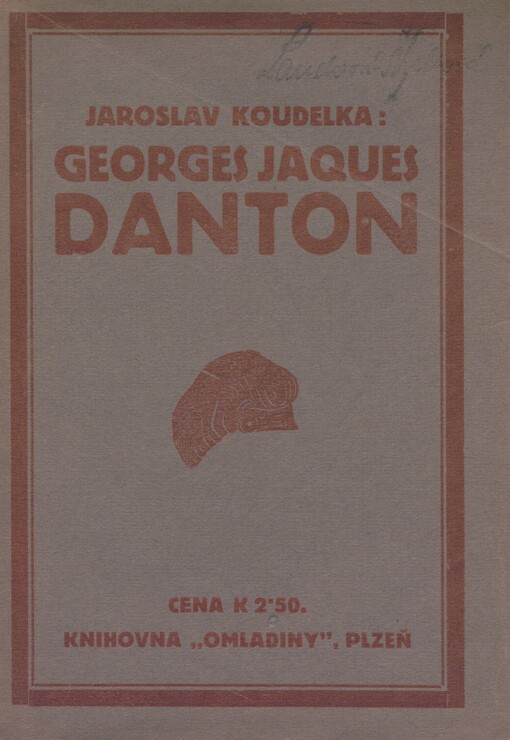 JAROSLAV KOUDELKA:
GEORGES JAQUES
DANTON
CENA K 2·50.
KNIHOVNA „OMLADINY”, PLZEŇ